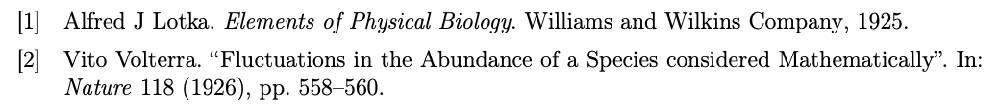 [1] Alfred J Lotka. Elements of Physical Biology. Williams and Wilkins Company, 1925.
[2] Vito Volterra. “Fluctuations in the Abundance of a Species considered Mathematically”. In:
Nature 118 (1926), pp. 558–560.